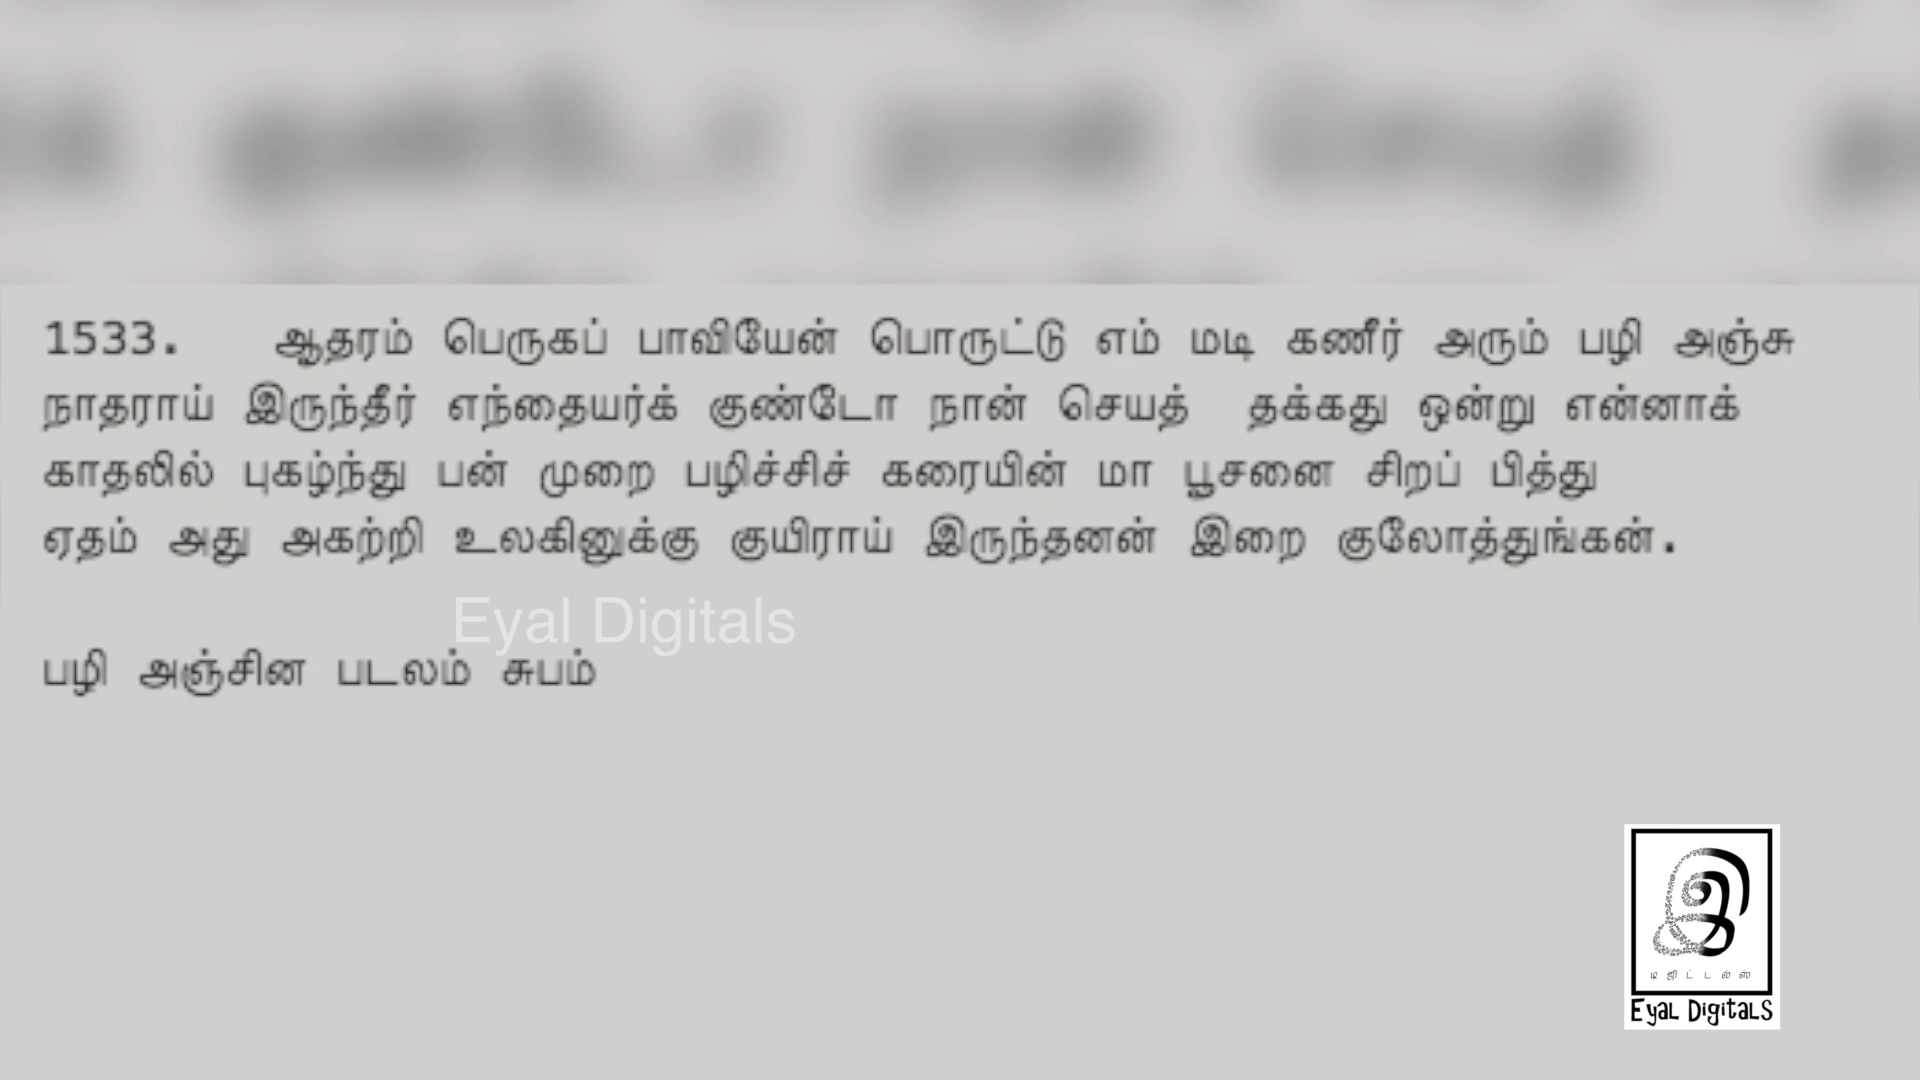 1533. ஆதரம் பெருகப் பாவியேன் பொருட்டு எம் மடி கணீர் அரும் பழி அஞ்சு
நாதராய் இருந்தீர் எந்தையர்க் குண்டோ நான் செயத் தக்கது ஒன்று என்னாக்
காதலில் புகழ்ந்து பன் முறை பழிச்சிச் கரையின் மா பூசனை சிறப் பித்து
ஏதம் அது அகற்றி உலகினுக்கு குயிராய் இருந்தனன் இறை குலோத்துங்கன்.
Eyal Digitals
பழி அஞ்சின படலம் சுபம்
இ
டிஜிட்டல்ஸ்
Eyal Digitals